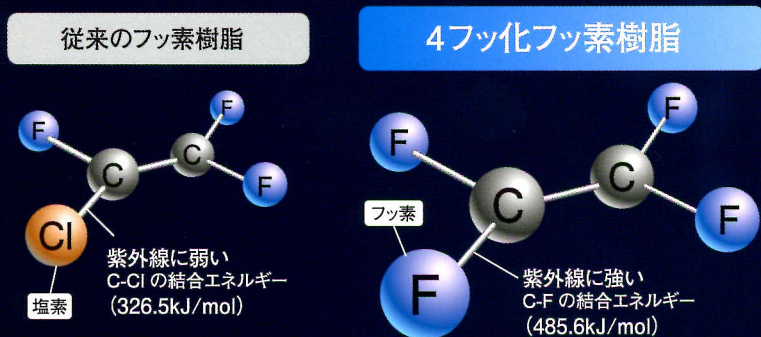 従来のフッ素樹脂
F
F
C
C
F
Cl
塩素
紫外線に弱い
C-Clの結合エネルギー
(326.5kJ/mol)
4フッ化フッ素樹脂
F
F
C
C
F
フッ素
F
紫外線に強い
C-Fの結合エネルギー
(485.6kJ/mol)